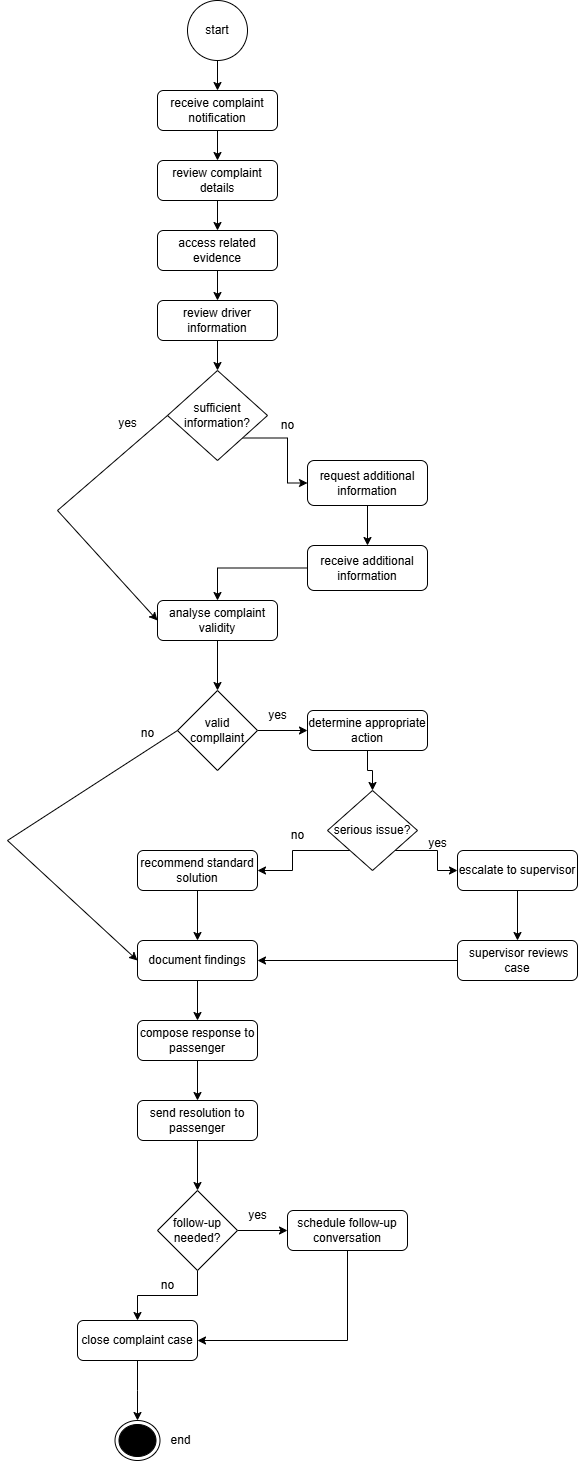 start
receive complaint
notification
review complaint
details
access related
evidence
review driver
information
sufficient
information?
yes
no
request additional
information
receive additional
information
analyse complaint
validity
valid
compllaint
no
yes
determine appropriate
action
serious issue?
no
yes
recommend standard
solution
escalate to supervisor
document findings
supervisor reviews
case
compose response to
passenger
send resolution to
passenger
follow-up
needed?
yes
schedule follow-up
conversation
no
close complaint case
end